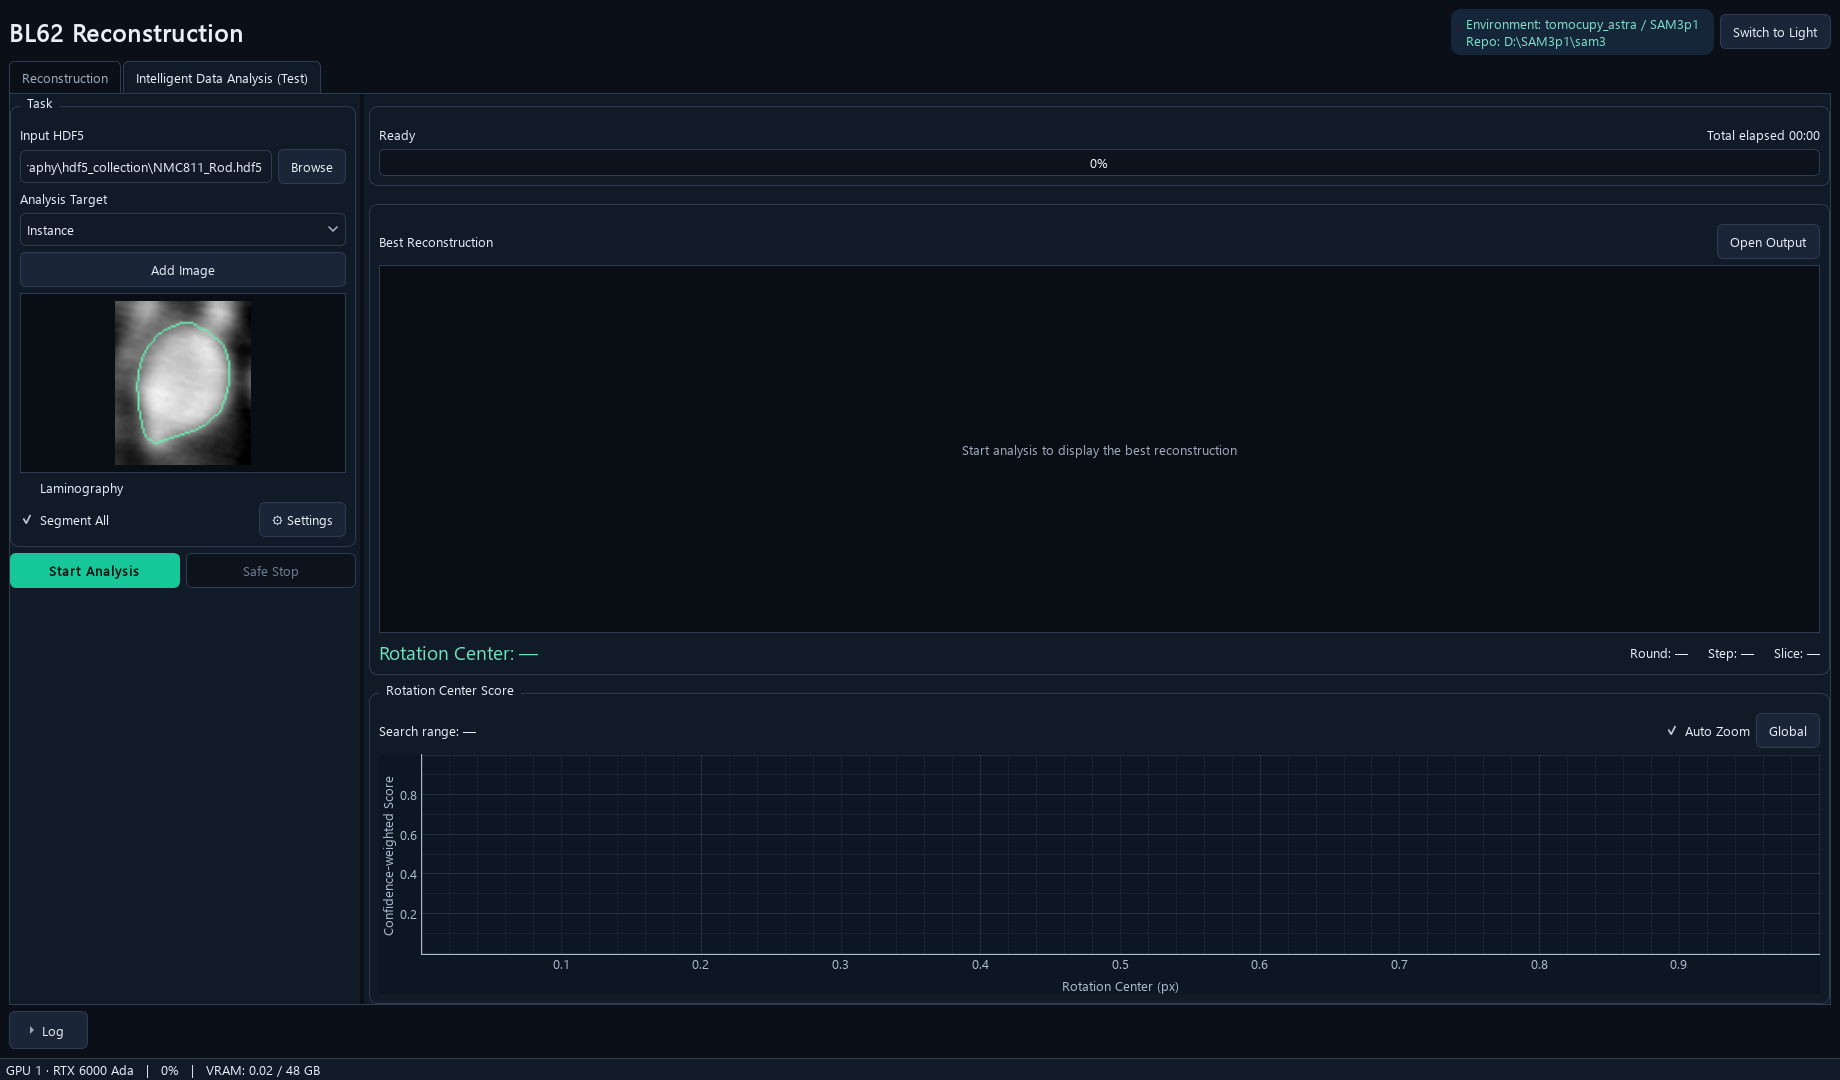 BL62 Reconstruction
Environment: tomocupy_astra / SAM3p1
Repo: D:\SAM3p1\sam3
Switch to Light
Reconstruction
Intelligent Data Analysis (Test)
Task
Input HDF5
raphy\hdf5_collection\NMC811_Rod.hdf5
Browse
Analysis Target
Instance
Add Image
Laminography
✓ Segment All
⚙ Settings
Start Analysis
Safe Stop
Ready
Total elapsed 00:00
0%
Best Reconstruction
Open Output
Start analysis to display the best reconstruction
Rotation Center: —
Round: —
Step: —
Slice: —
Rotation Center Score
Search range: —
✓ Auto Zoom
Global
Confidence-weighted Score
0.8
0.6
0.4
0.2
0.1 0.2 0.3 0.4 0.5 0.6 0.7 0.8 0.9
Rotation Center (px)
Log
GPU 1 · RTX 6000 Ada | 0% | VRAM: 0.02 / 48 GB